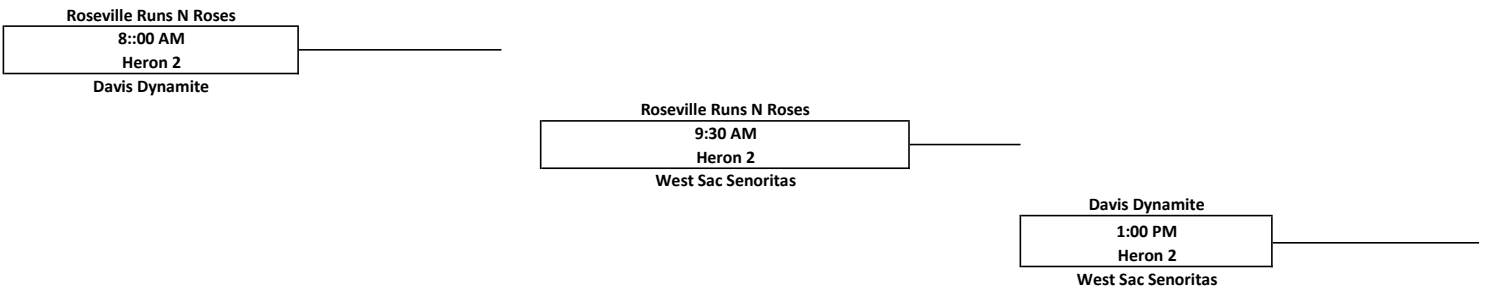 Roseville Runs N Roses
8::00 AM
Heron 2
Davis Dynamite
Roseville Runs N Roses
9:30 AM
Heron 2
West Sac Senoritas
Davis Dynamite
1:00 PM
Heron 2
West Sac Senoritas